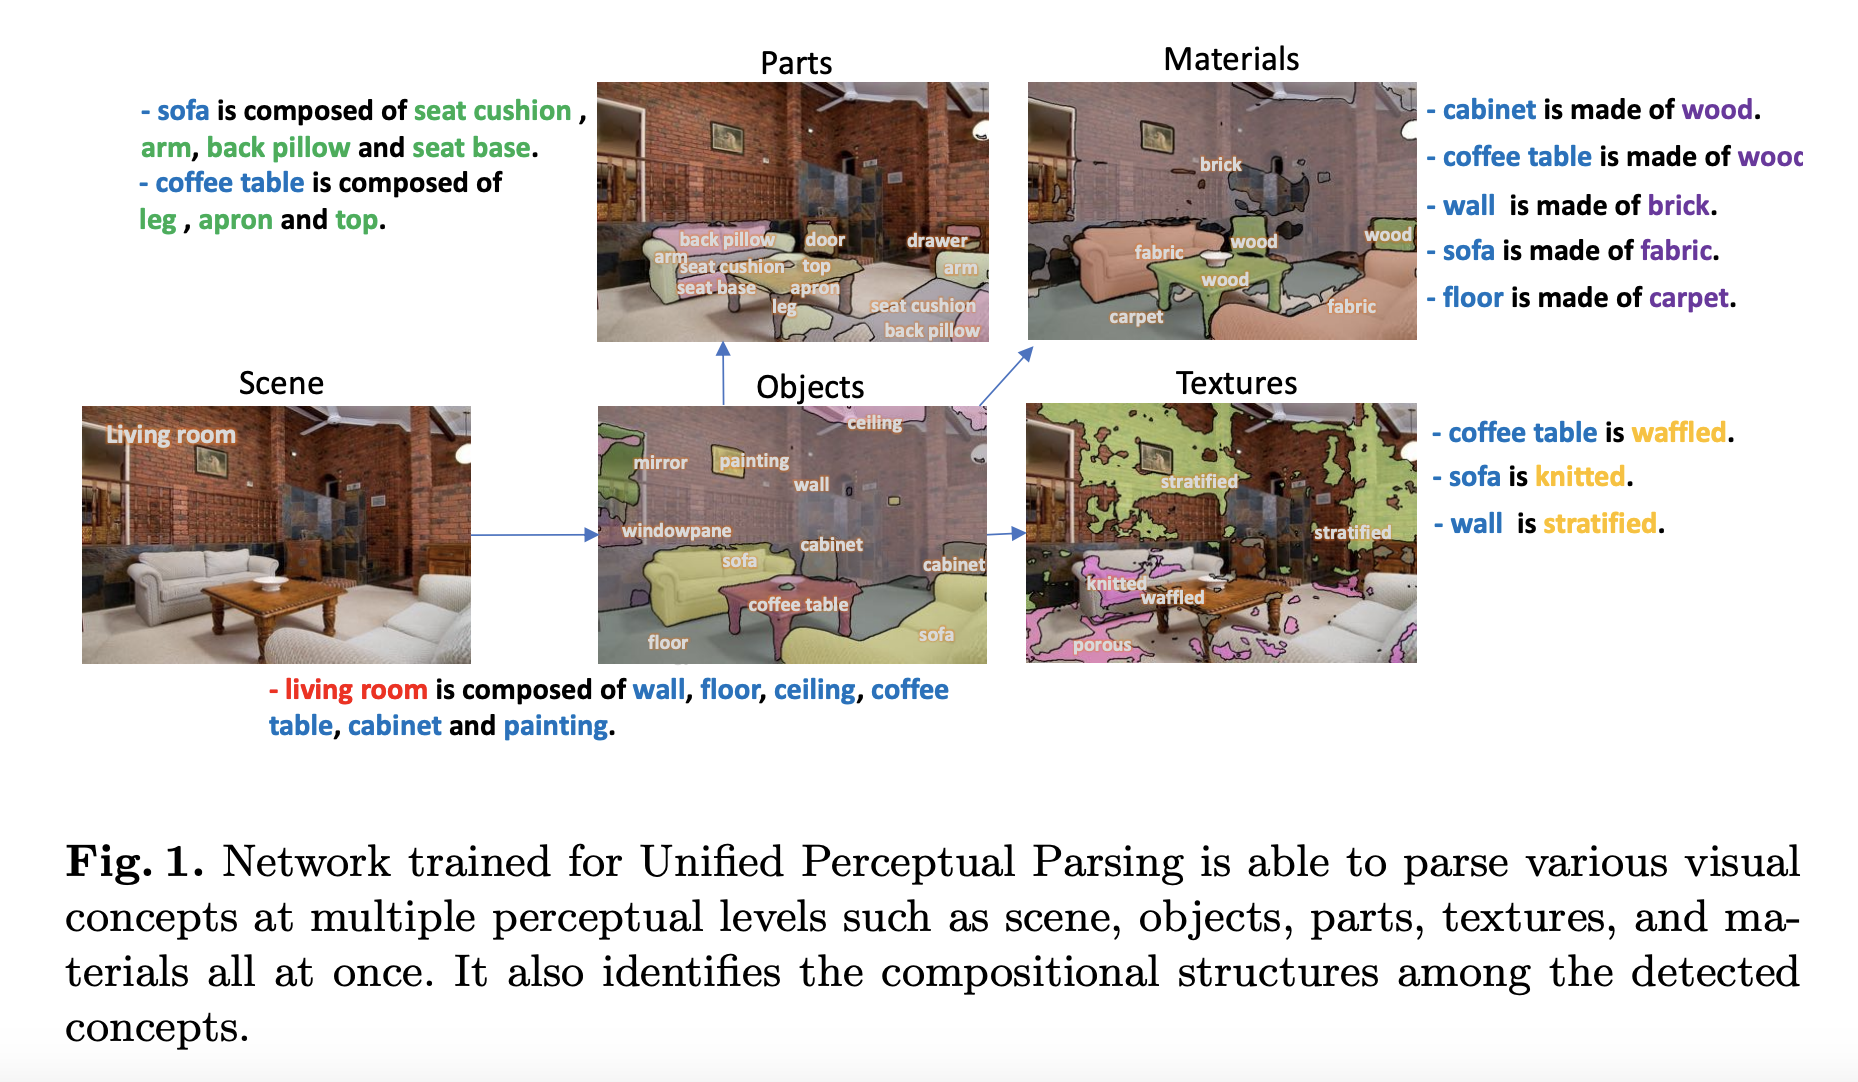 Parts
- sofa is composed of seat cushion ,
arm, back pillow and seat base.
- coffee table is composed of
leg , apron and top.
back pillow
door
drawer
arm
seat cushion
top
arm
seat base
apron
leg
seat cushion
back pillow
Materials
brick
wood
wood
fabric
wood
carpet
fabric
- cabinet is made of wood.
- coffee table is made of wood
- wall is made of brick.
- sofa is made of fabric.
- floor is made of carpet.
Scene
Living room
Objects
ceiling
mirror
painting
wall
windowpane
cabinet
sofa
cabinet
coffee table
floor
sofa
Textures
stratified
stratified
knitted
waffled
porous
- coffee table is waffled.
- sofa is knitted.
- wall is stratified.
- living room is composed of wall, floor, ceiling, coffee
table, cabinet and painting.
Fig. 1. Network trained for Unified Perceptual Parsing is able to parse various visual
concepts at multiple perceptual levels such as scene, objects, parts, textures, and ma-
terials all at once. It also identifies the compositional structures among the detected
concepts.